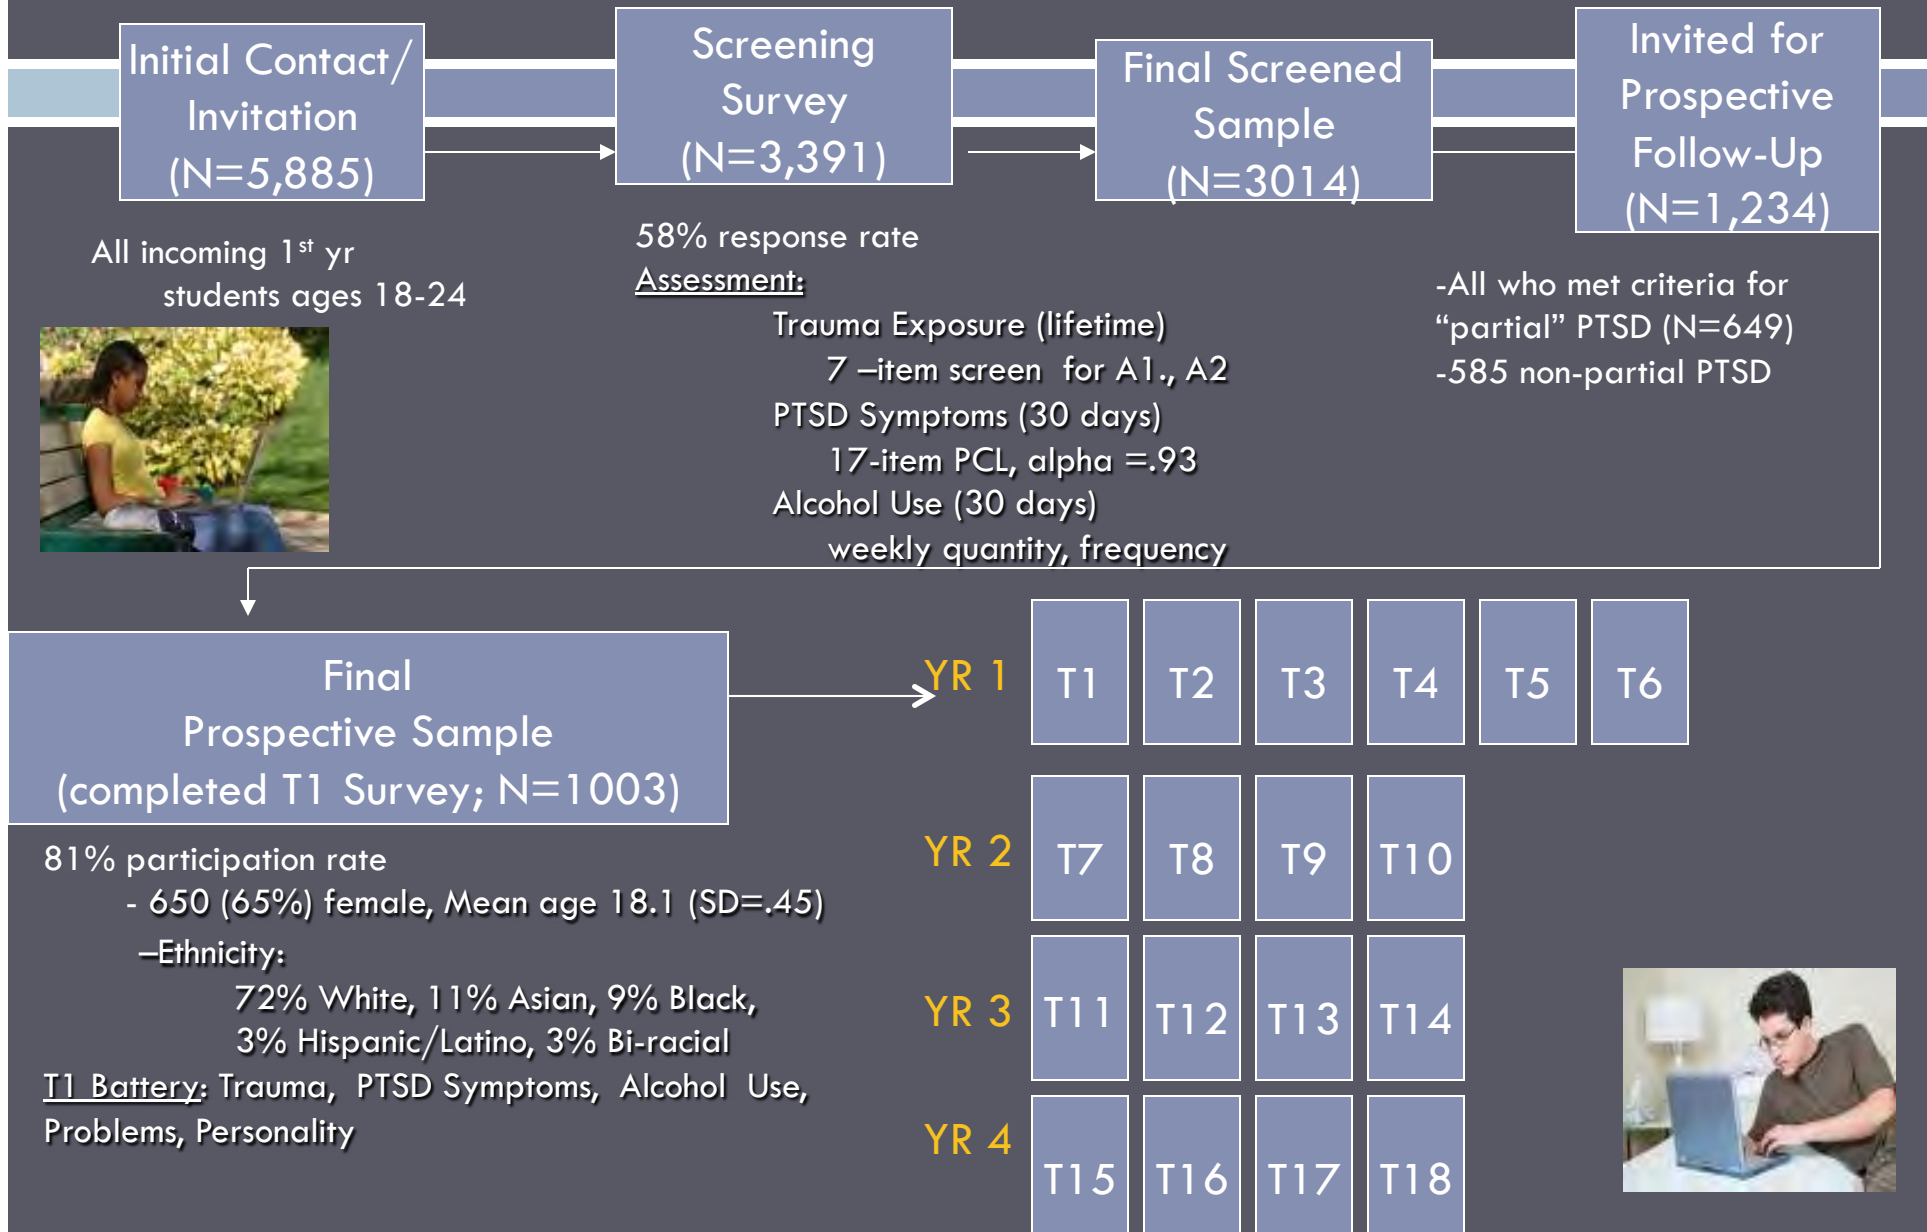 Initial Contact/
Invitation
(N=5,885)
Screening
Survey
(N=3,391)
Final Screened
Sample
(N=3014)
Invited for
Prospective
Follow-Up
(N=1,234)
All incoming 1st yr
students ages 18-24
58% response rate
Assessment:
Trauma Exposure (lifetime)
7 –item screen for A1., A2
PTSD Symptoms (30 days)
17-item PCL, alpha =.93
Alcohol Use (30 days)
weekly quantity, frequency
-All who met criteria for
“partial” PTSD (N=649)
-585 non-partial PTSD
Final
Prospective Sample
(completed T1 Survey; N=1003)
81% participation rate
- 650 (65%) female, Mean age 18.1 (SD=.45)
–Ethnicity:
72% White, 11% Asian, 9% Black,
3% Hispanic/Latino, 3% Bi-racial
T1 Battery: Trauma, PTSD Symptoms, Alcohol Use,
Problems, Personality
YR 1 T1 T2 T3 T4 T5 T6
YR 2 T7 T8 T9 T10
YR 3 T11 T12 T13 T14
YR 4 T15 T16 T17 T18